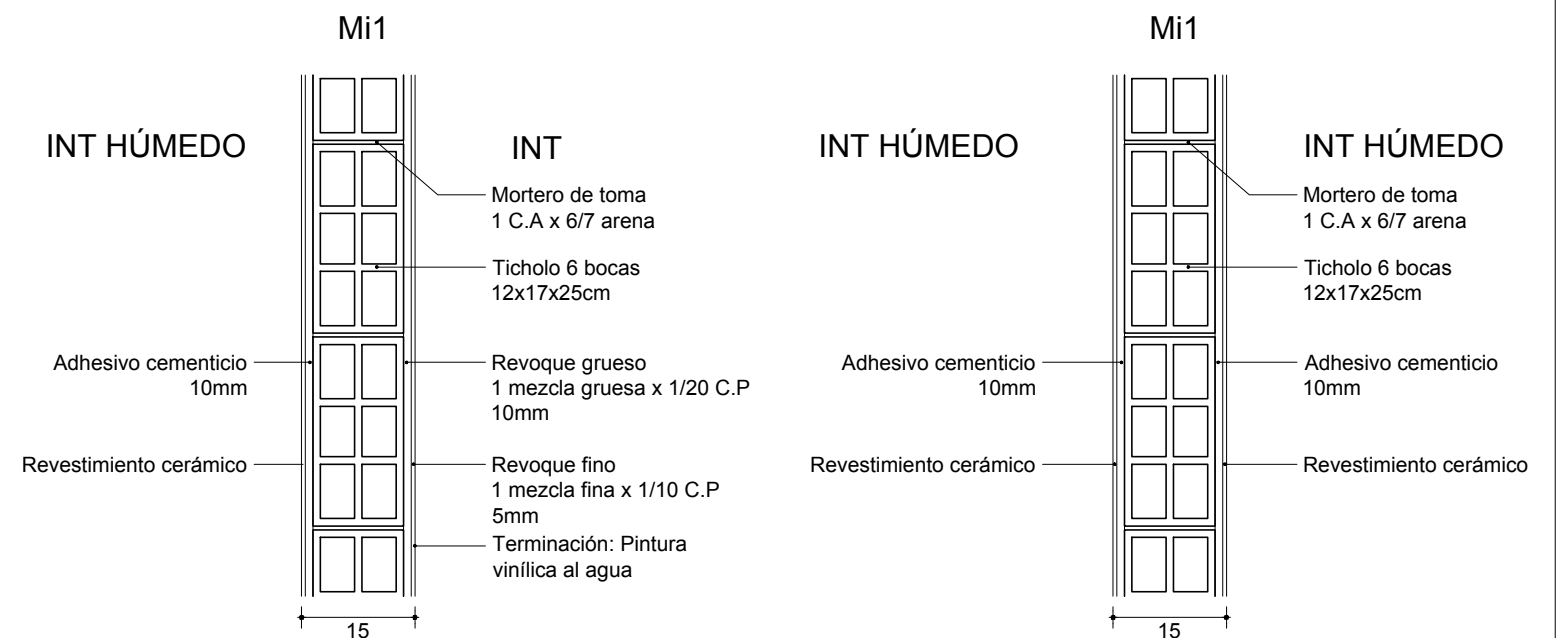 Mi1
INT HÚMEDO
INT
Mortero de toma
1 C.A x 6/7 arena
Ticholo 6 bocas
12x17x25cm
Adhesivo cementicio
10mm
Revoque grueso
1 mezcla gruesa x 1/20 C.P
10mm
Revestimiento cerámico
Revoque fino
1 mezcla fina x 1/10 C.P
5mm
Terminación: Pintura
vinílica al agua
15
Mi1
INT HÚMEDO
INT HÚMEDO
Mortero de toma
1 C.A x 6/7 arena
Ticholo 6 bocas
12x17x25cm
Adhesivo cementicio
10mm
Adhesivo cementicio
10mm
Revestimiento cerámico
Revestimiento cerámico
15